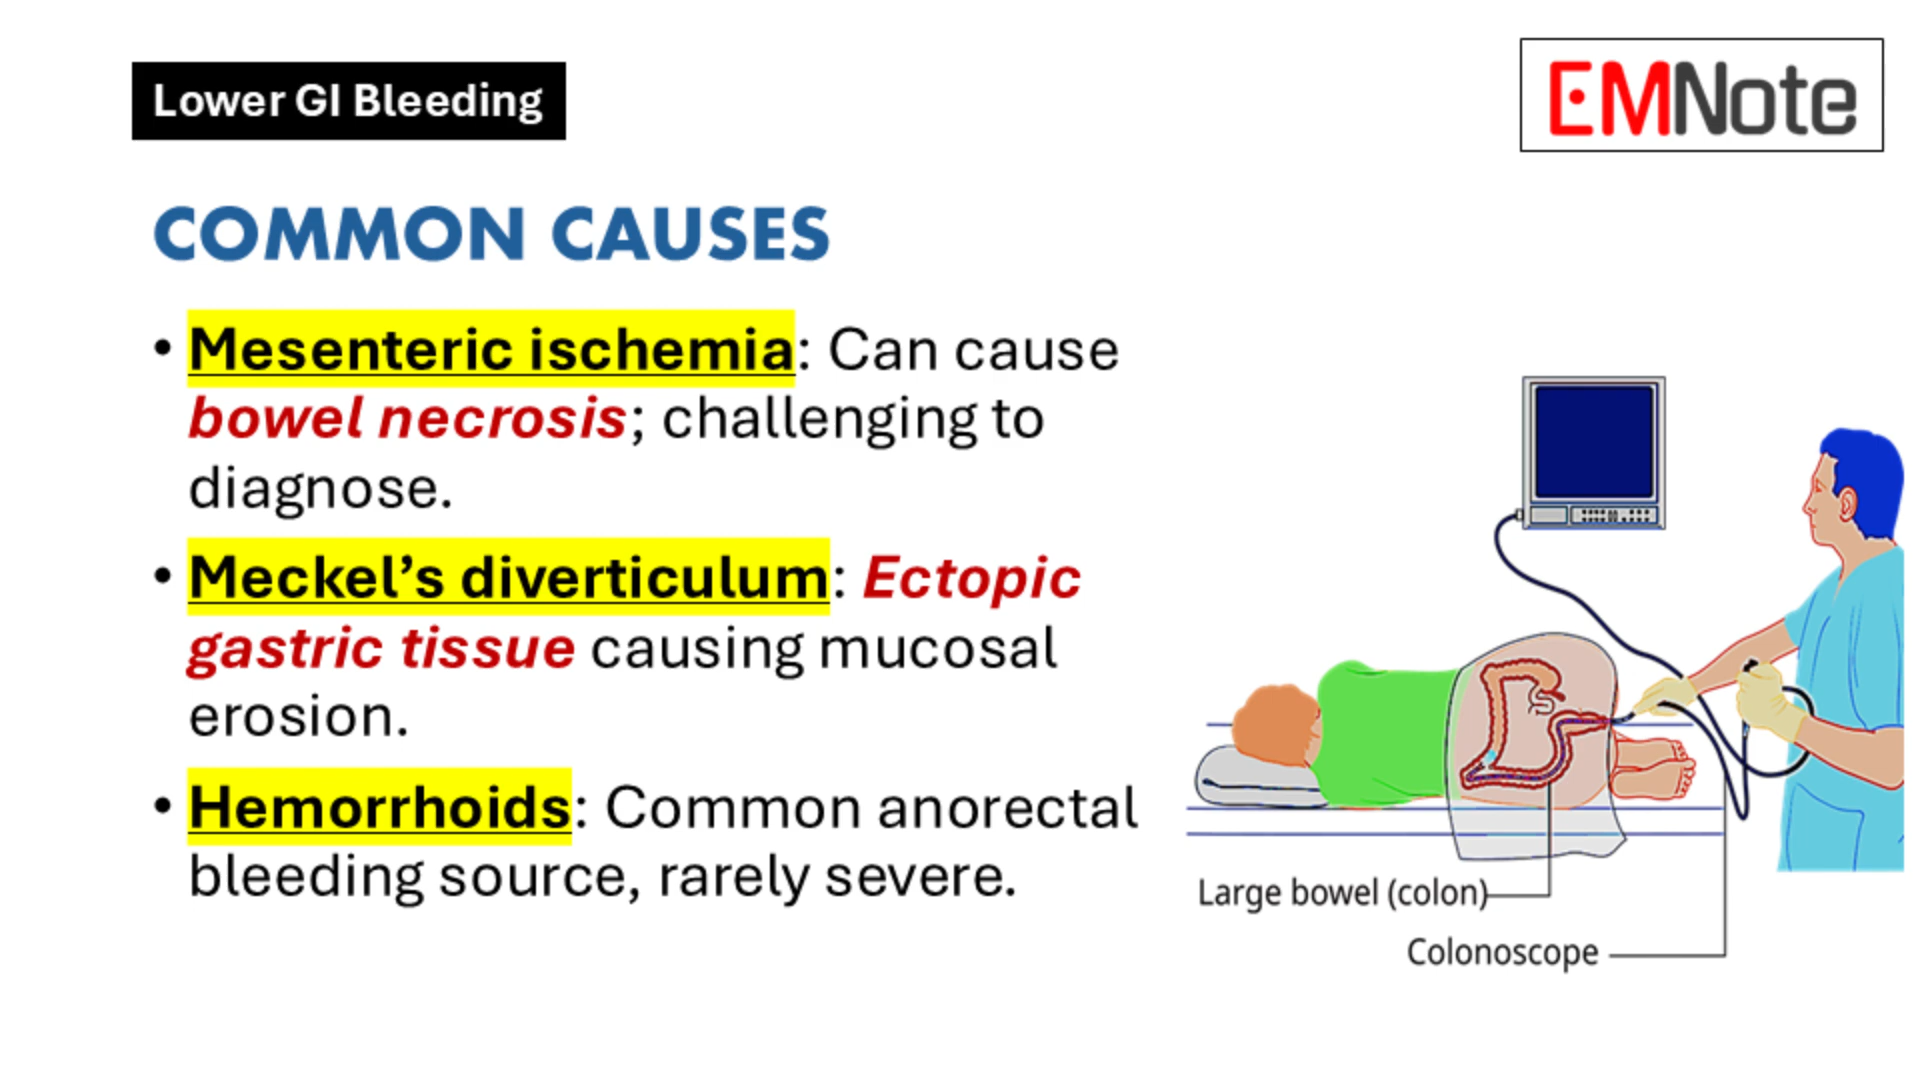 Lower GI Bleeding
EMNote
COMMON CAUSES
• Mesenteric ischemia: Can cause
bowel necrosis; challenging to
diagnose.
• Meckel’s diverticulum: Ectopic
gastric tissue causing mucosal
erosion.
• Hemorrhoids: Common anorectal
bleeding source, rarely severe.
Large bowel (colon)
Colonoscope